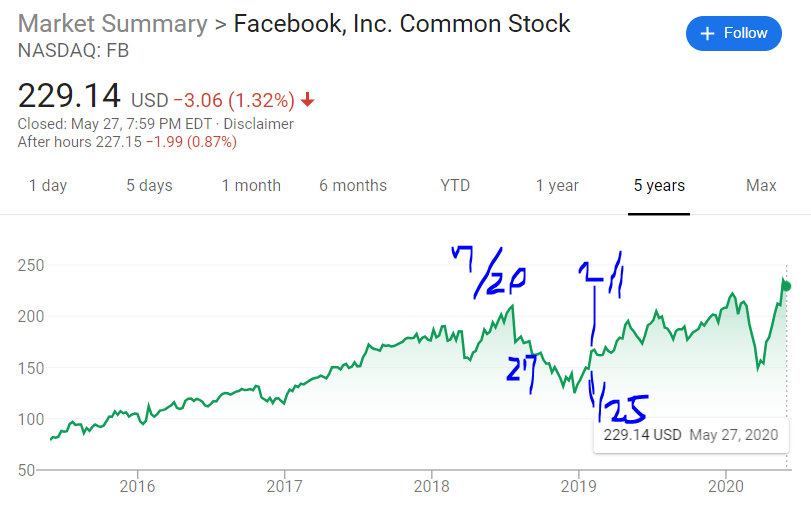 Market Summary > Facebook, Inc. Common Stock
Follow
NASDAQ: FB
229.14 USD −3.06 (1.32%)
Closed: May 27, 7:59 PM EDT · Disclaimer
After hours 227.15 −1.99 (0.87%)
1 day 5 days 1 month 6 months YTD 1 year 5 years Max
250
200
150
100
50
7/20
27
2/1
1/25
229.14 USD May 27, 2020
2016 2017 2018 2019 2020